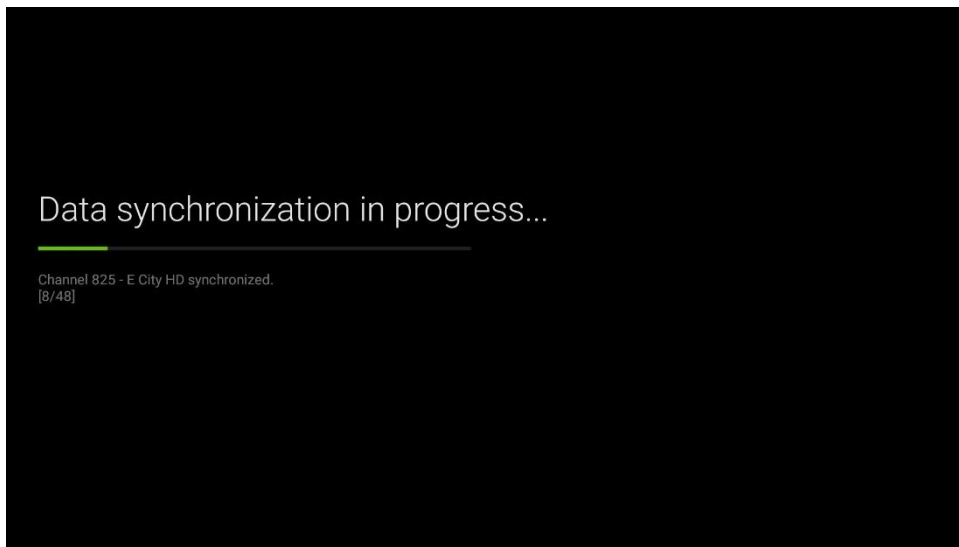 Data synchronization in progress...
Channel 825 - E City HD synchronized.
[8/48]